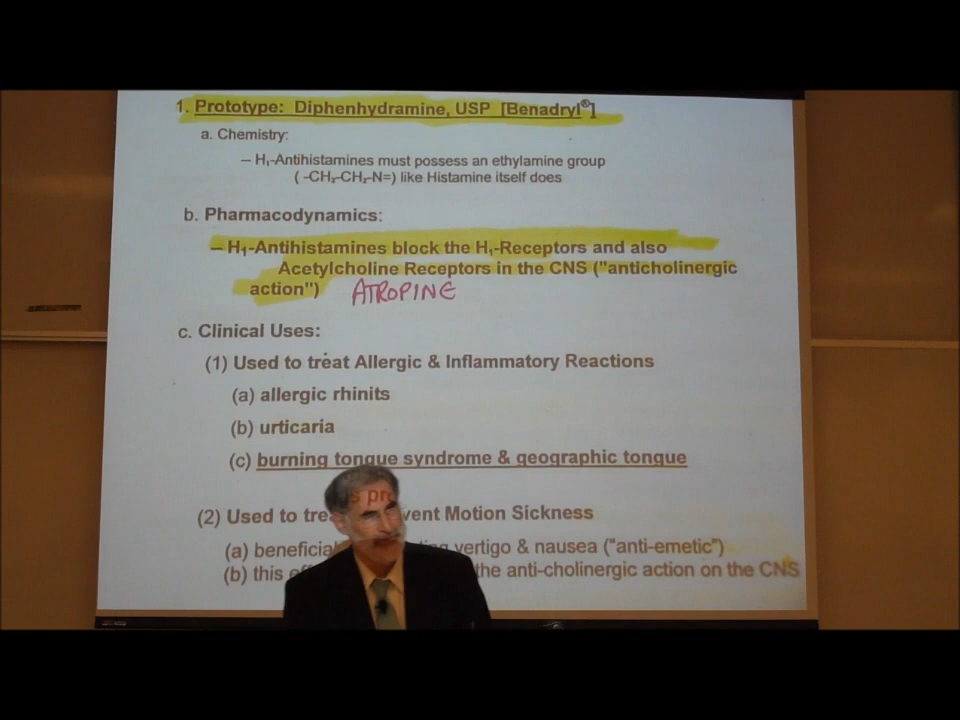 1. Prototype: Diphenhydramine, USP [Benadryl®]
a. Chemistry:
– H₁-Antihistamines must possess an ethylamine group
( -CH₂-CH₂-N=) like Histamine itself does
b. Pharmacodynamics:
– H₁-Antihistamines block the H₁-Receptors and also
Acetylcholine Receptors in the CNS ("anticholinergic
action") ATROPINE
c. Clinical Uses:
(1) Used to treat Allergic & Inflammatory Reactions
(a) allergic rhinits
(b) urticaria
(c) burning tongue syndrome & geographic tongue
(2) Used to Motion Sickness
(a) vertigo & nausea ("anti-emetic")
(b) this the anti-cholinergic action on the CNS